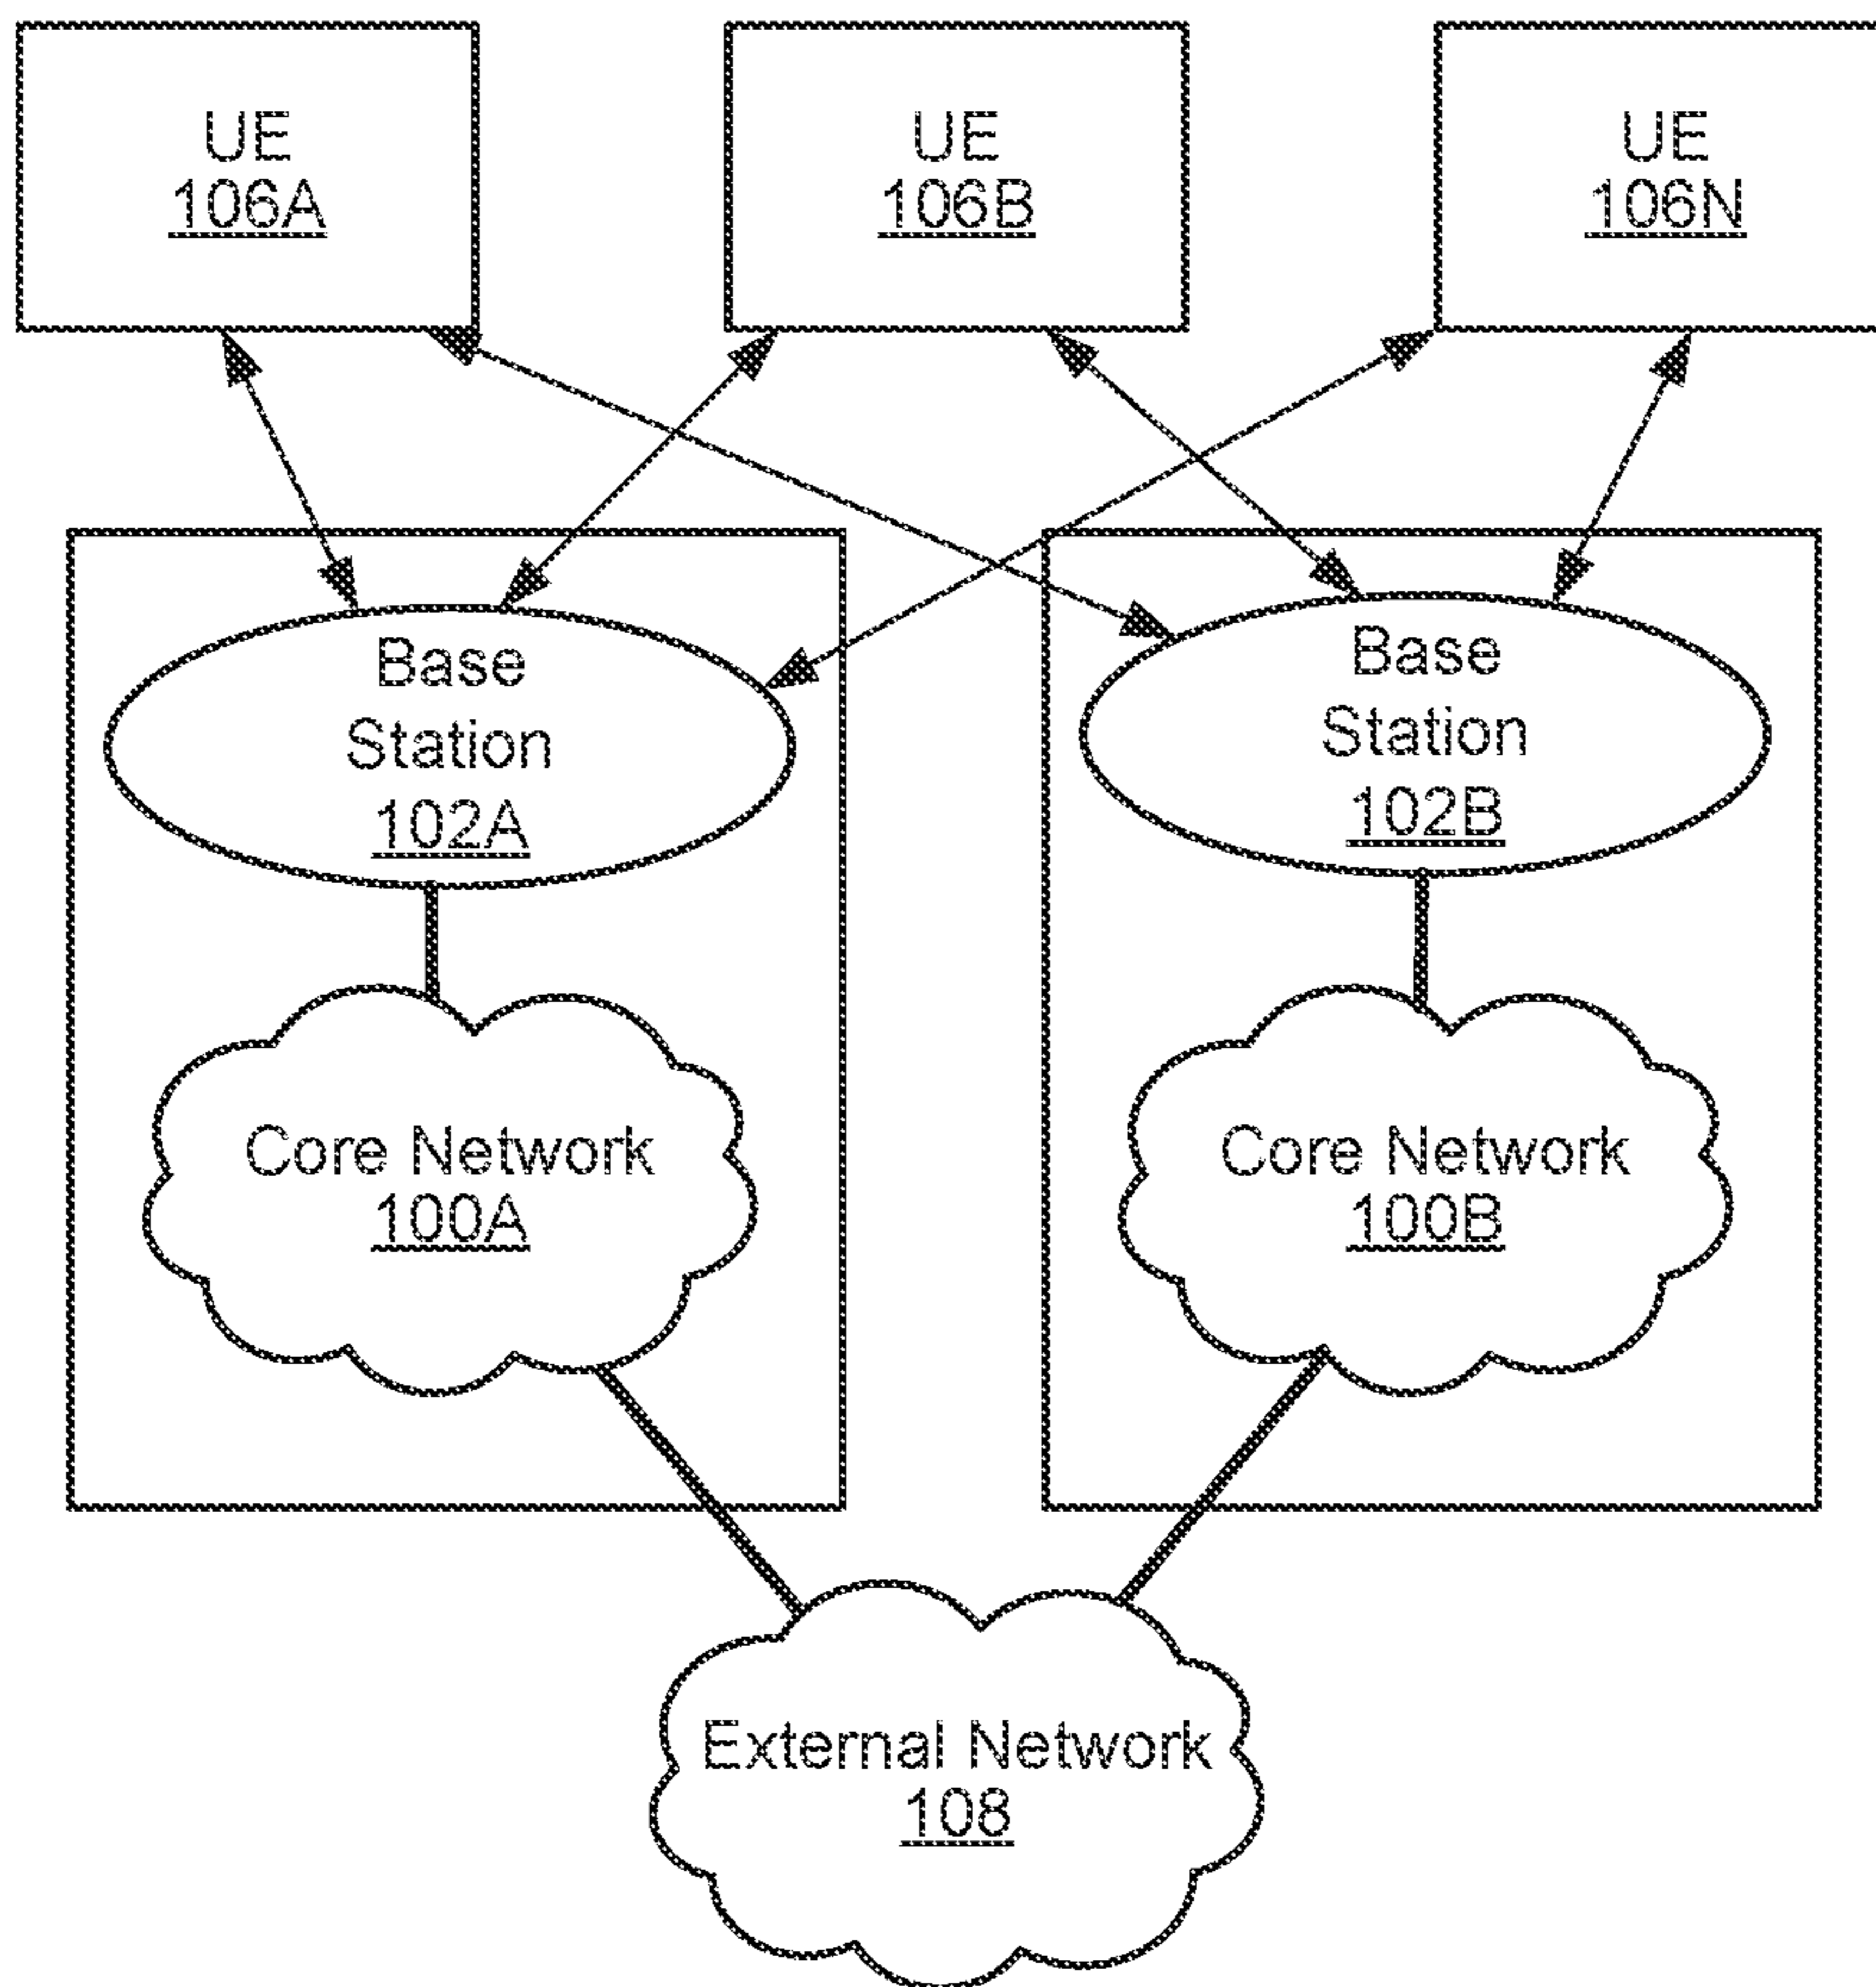 UE
106A
UE
106B
UE
106N
Base
Station
102A
Base
Station
102B
Core Network
100A
Core Network
100B
External Network
108